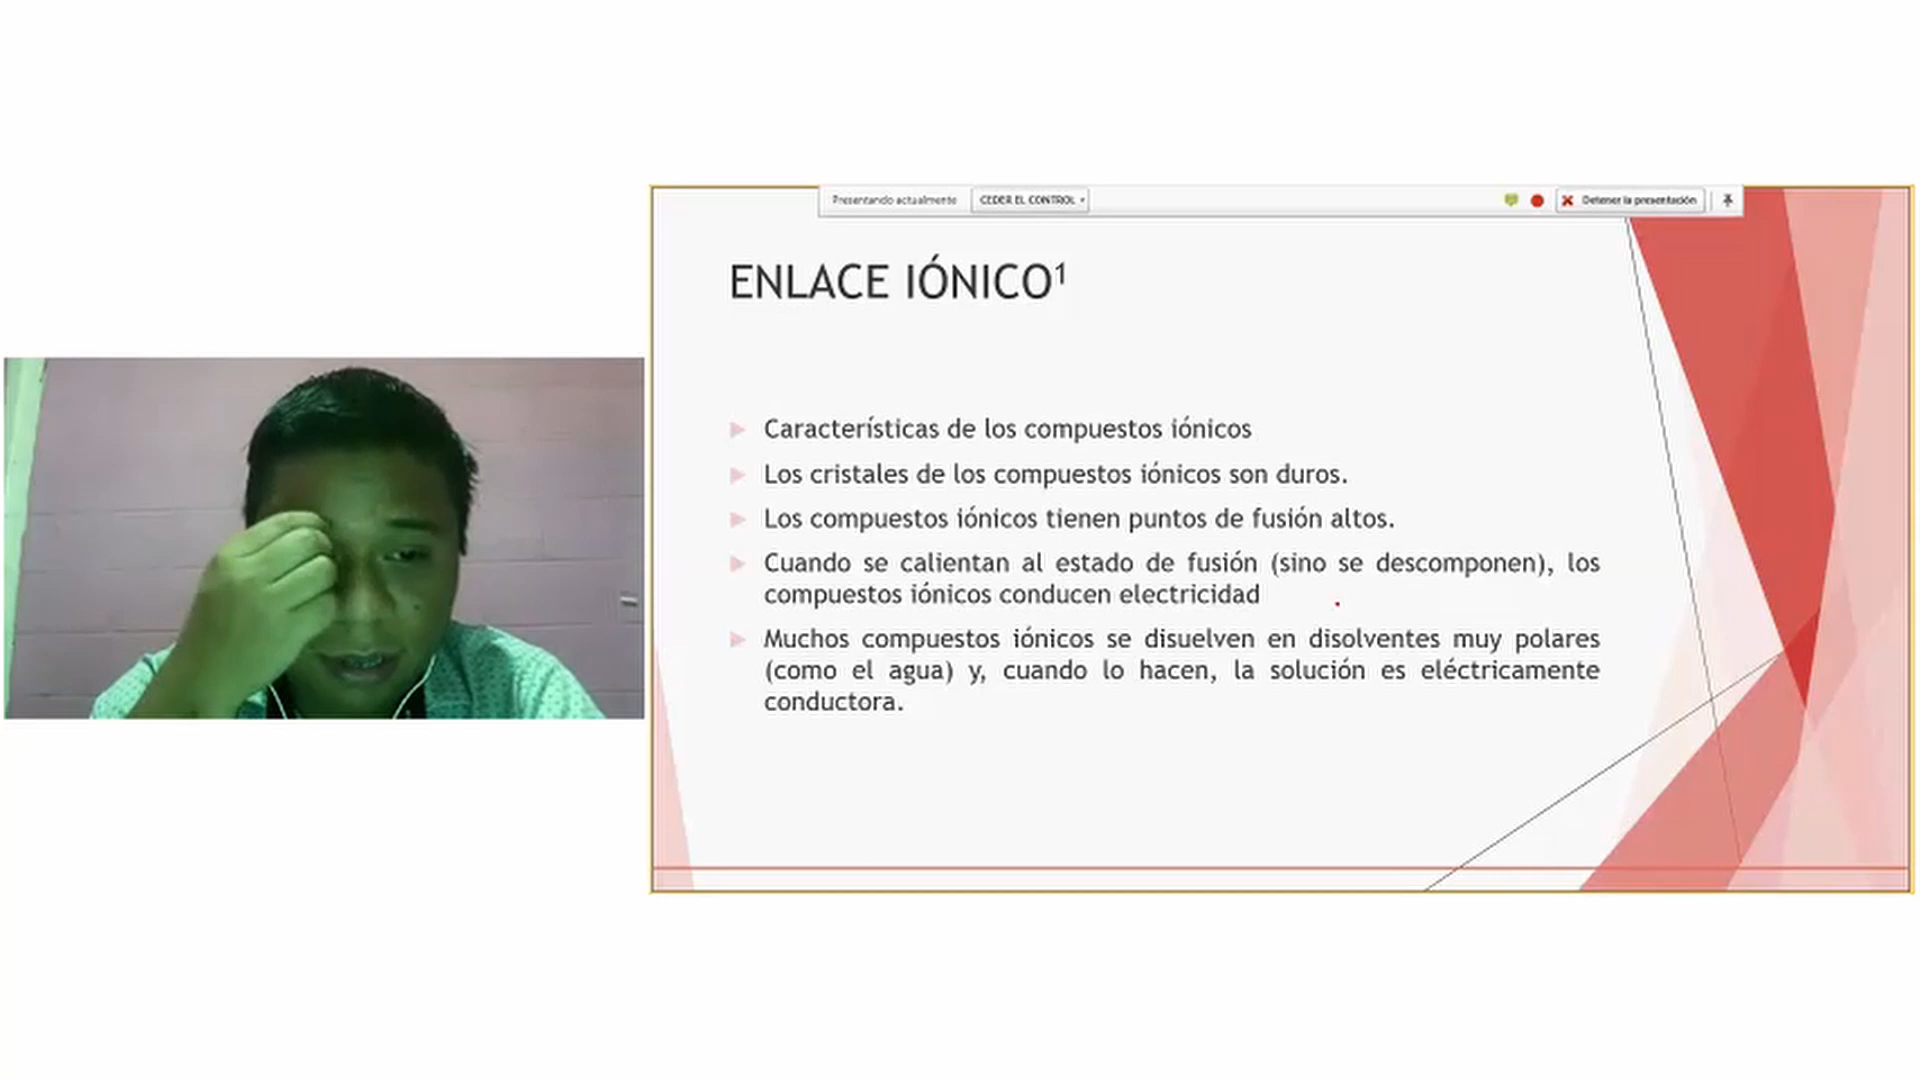 Presentando actualmente CEDER EL CONTROL Detener la presentación
ENLACE IÓNICO¹
Características de los compuestos iónicos
Los cristales de los compuestos iónicos son duros.
Los compuestos iónicos tienen puntos de fusión altos.
Cuando se calientan al estado de fusión (sino se descomponen), los
compuestos iónicos conducen electricidad
Muchos compuestos iónicos se disuelven en disolventes muy polares
(como el agua) y, cuando lo hacen, la solución es eléctricamente
conductora.